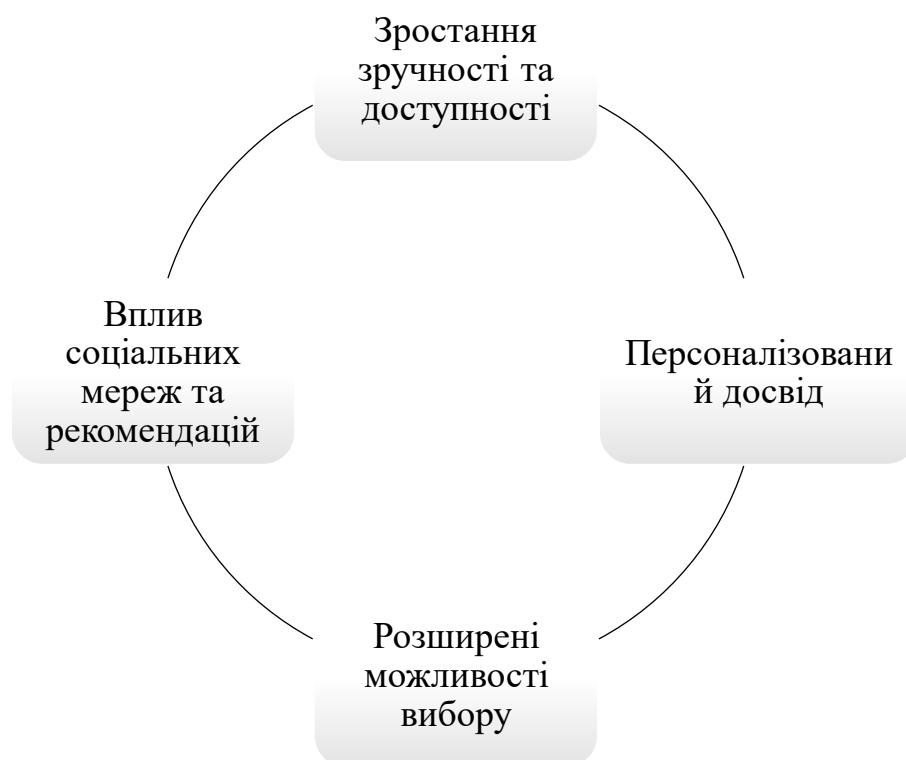 Зростання
зручності та
доступності
Персоналізовани
й досвід
Розширені
можливості
вибору
Вплив
соціальних
мереж та
рекомендацій